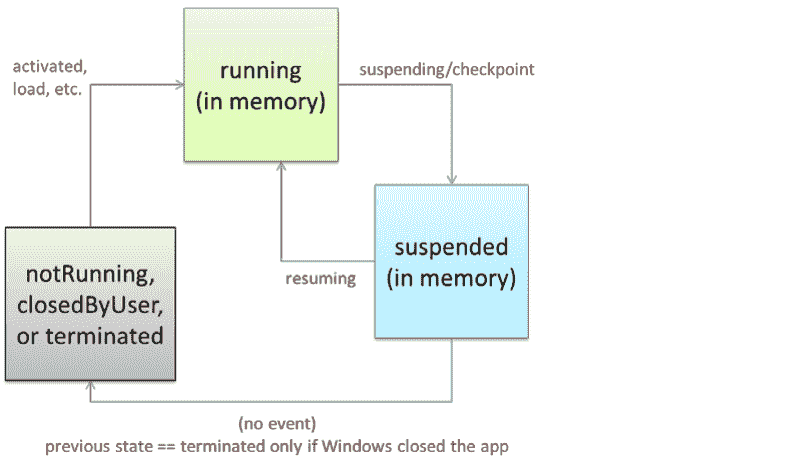 activated,
load, etc.
running
(in memory)
suspending/checkpoint
suspended
(in memory)
resuming
notRunning,
closedByUser,
or terminated
(no event)
previous state == terminated only if Windows closed the app